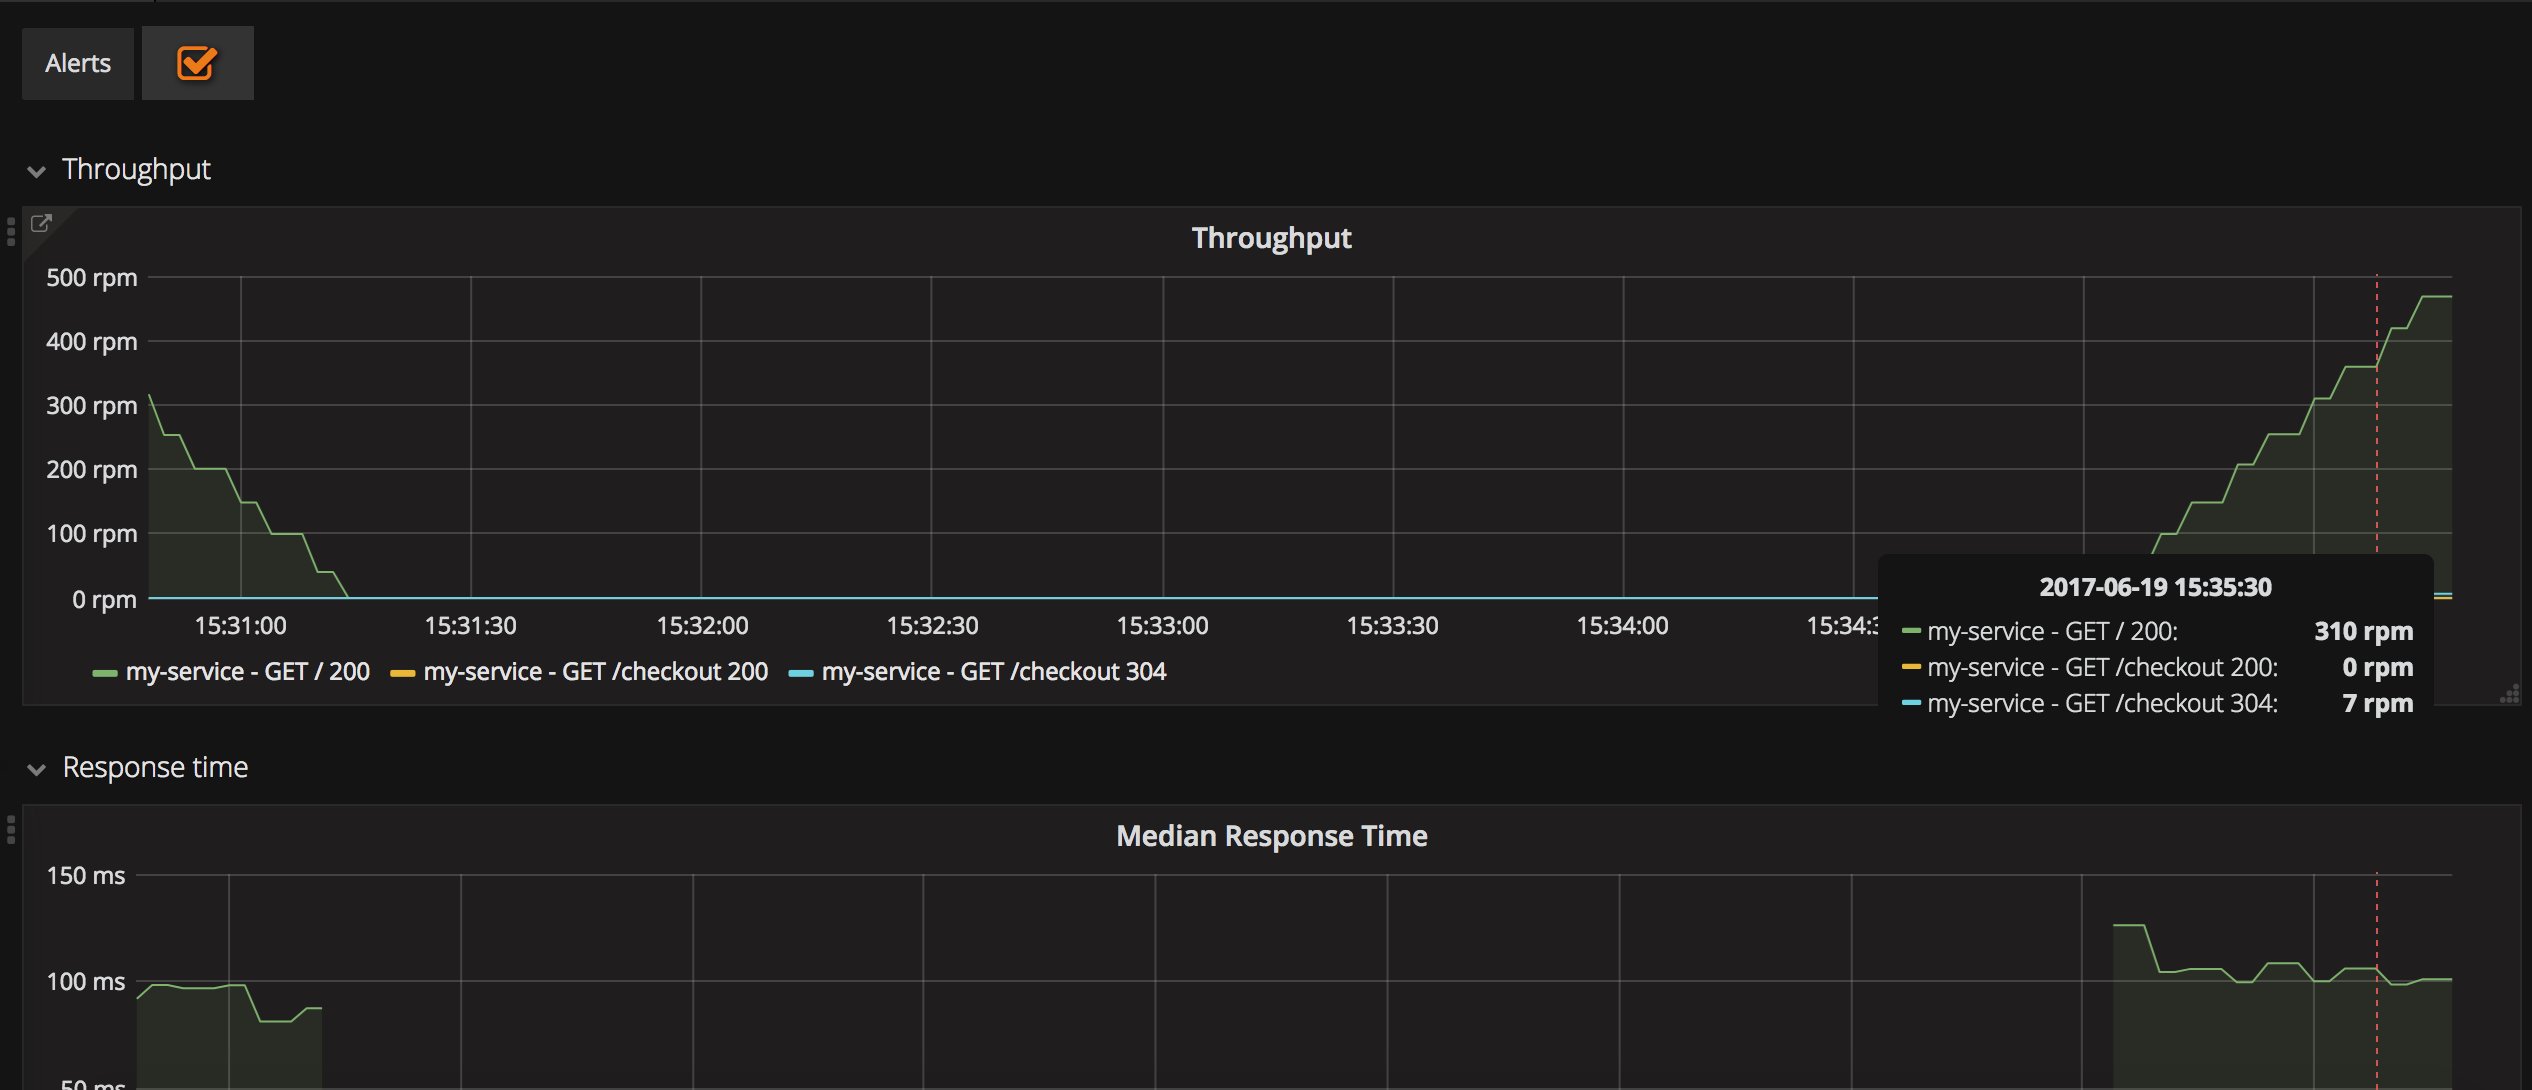 Alerts
Throughput
Throughput
500 rpm
400 rpm
300 rpm
200 rpm
100 rpm
0 rpm
15:31:00 15:31:30 15:32:00 15:32:30 15:33:00 15:33:30 15:34:00 15:34:3
my-service - GET / 200 my-service - GET /checkout 200 my-service - GET /checkout 304
2017-06-19 15:35:30
my-service - GET / 200: 310 rpm
my-service - GET /checkout 200: 0 rpm
my-service - GET /checkout 304: 7 rpm
Response time
Median Response Time
150 ms
100 ms
50 ms